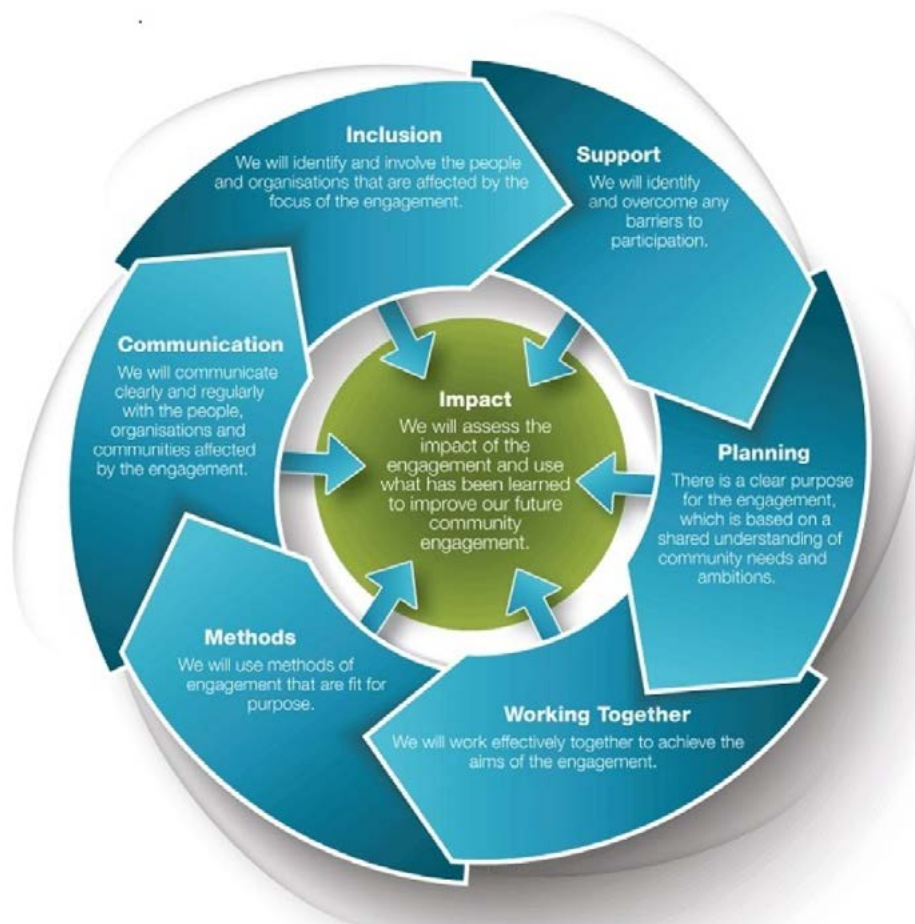 Inclusion
We will identify and involve the people
and organisations that are affected by the
focus of the engagement.
Support
We will identify
and overcome any
barriers to
participation.
Planning
There is a clear purpose
for the engagement,
which is based on a
shared understanding of
community needs and
ambitions.
Working Together
We will work effectively together to achieve the
aims of the engagement.
Methods
We will use methods of
engagement that are fit for
purpose.
Communication
We will communicate
clearly and regularly
with the people,
organisations and
communities affected
by the engagement.
Impact
We will assess the
impact of the
engagement and use
what has been learned
to improve our future
community
engagement.